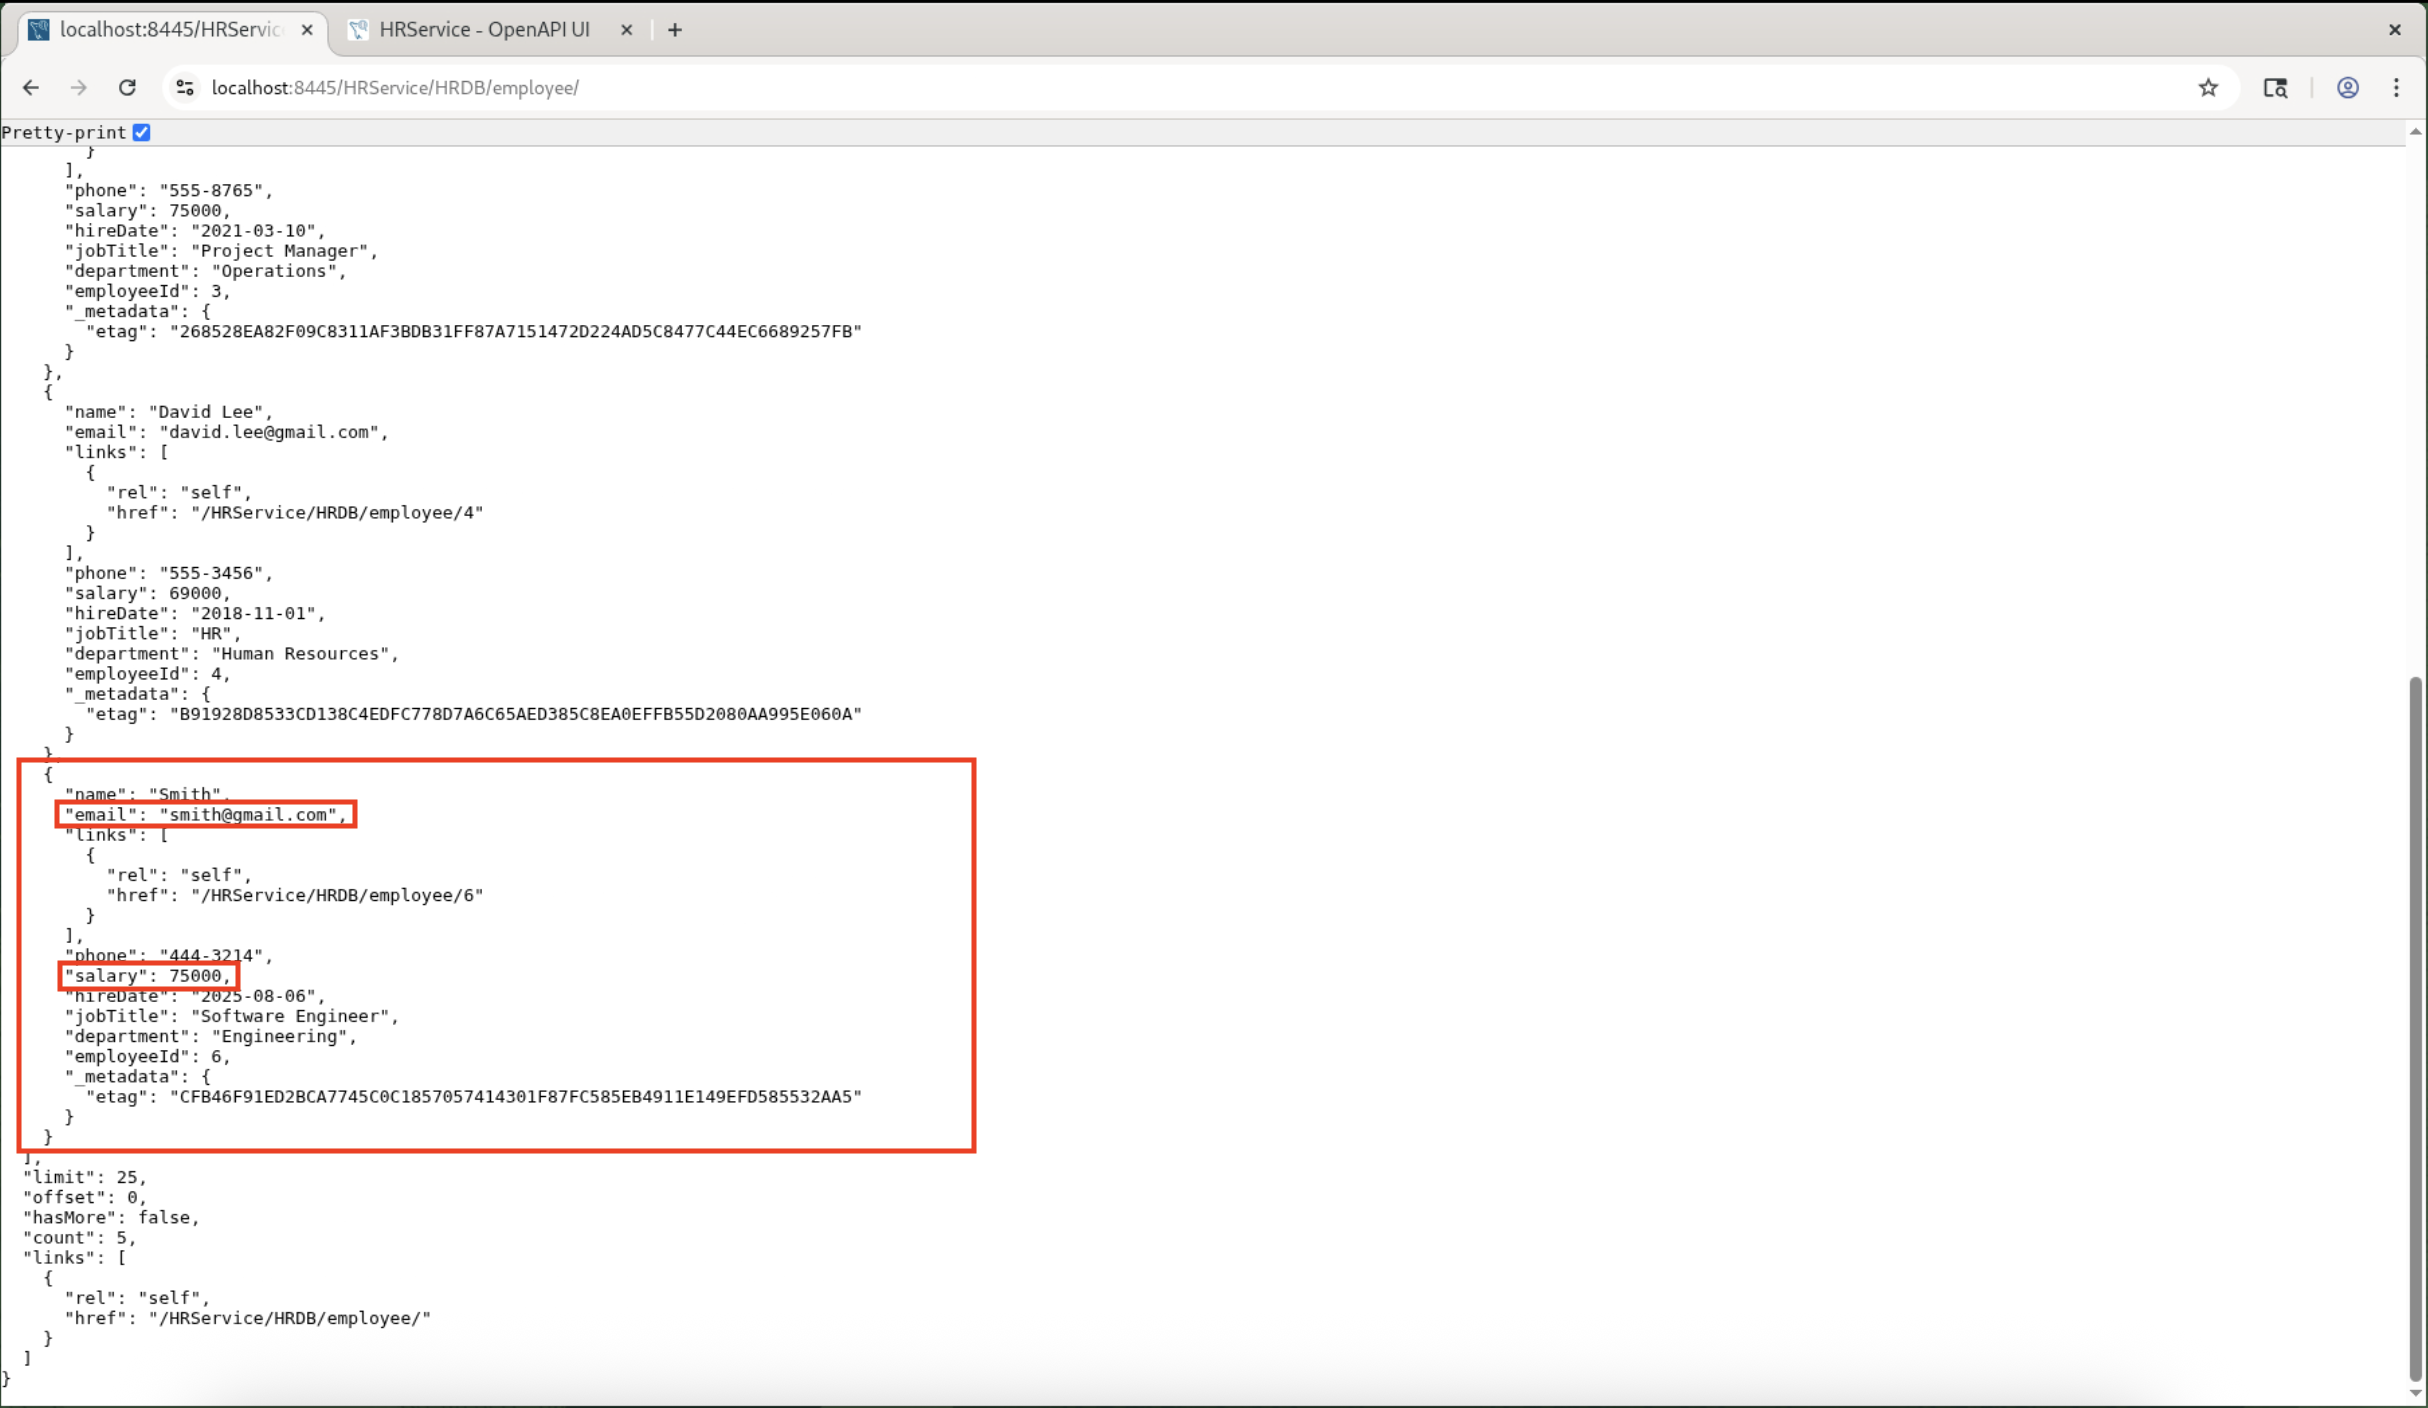 localhost:8445/HRServic
HRService - OpenAPI UI
localhost:8445/HRService/HRDB/employee/
Pretty-print
      }
    ],
    "phone": "555-8765",
    "salary": 75000,
    "hireDate": "2021-03-10",
    "jobTitle": "Project Manager",
    "department": "Operations",
    "employeeId": 3,
    "_metadata": {
      "etag": "268528EA82F09C8311AF3BDB31FF87A7151472D224AD5C8477C44EC6689257FB"
    }
  },
  {
    "name": "David Lee",
    "email": "david.lee@gmail.com",
    "links": [
      {
        "rel": "self",
        "href": "/HRService/HRDB/employee/4"
      }
    ],
    "phone": "555-3456",
    "salary": 69000,
    "hireDate": "2018-11-01",
    "jobTitle": "HR",
    "department": "Human Resources",
    "employeeId": 4,
    "_metadata": {
      "etag": "B91928D8533CD138C4EDFC778D7A6C65AED385C8EA0EFFB55D2080AA995E060A"
    }
  },
  {
    "name": "Smith",
    "email": "smith@gmail.com",
    "links": [
      {
        "rel": "self",
        "href": "/HRService/HRDB/employee/6"
      }
    ],
    "phone": "444-3214",
    "salary": 75000,
    "hireDate": "2025-08-06",
    "jobTitle": "Software Engineer",
    "department": "Engineering",
    "employeeId": 6,
    "_metadata": {
      "etag": "CFB46F91ED2BCA7745C0C1857057414301F87FC585EB4911E149EFD585532AA5"
    }
  }
],
"limit": 25,
"offset": 0,
"hasMore": false,
"count": 5,
"links": [
  {
    "rel": "self",
    "href": "/HRService/HRDB/employee/"
  }
]
}